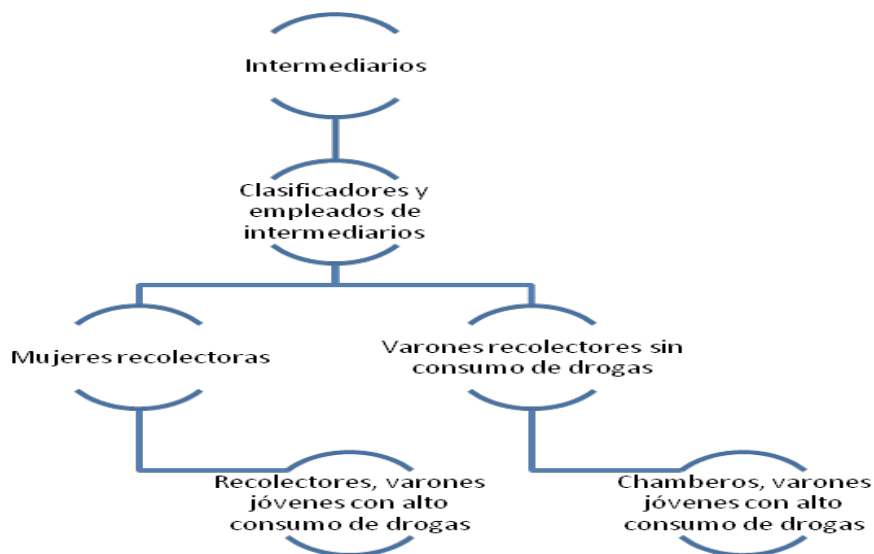 Intermediarios
Clasificadores y
empleados de
intermediarios
Mujeres recolectoras
Varones recolectores sin
consumo de drogas
Recolectores, varones
jóvenes con alto
consumo de drogas
Chamberos, varones
jóvenes con alto
consumo de drogas